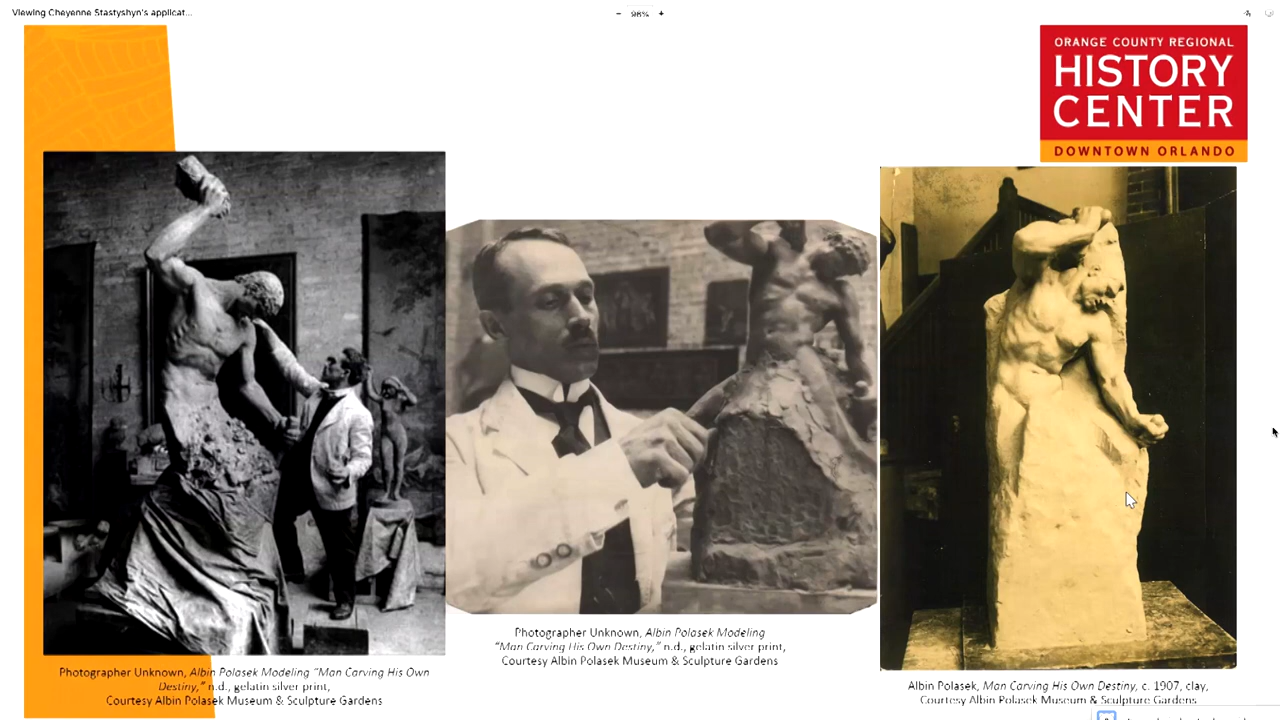 Viewing Cheyenne Stastyshyn's applicat...
− 96% +
ORANGE COUNTY REGIONAL
HISTORY
CENTER
DOWNTOWN ORLANDO
Photographer Unknown, Albin Polasek Modeling "Man Carving His Own
Destiny," n.d., gelatin silver print,
Courtesy Albin Polasek Museum & Sculpture Gardens
Photographer Unknown, Albin Polasek Modeling
"Man Carving His Own Destiny," n.d., gelatin silver print,
Courtesy Albin Polasek Museum & Sculpture Gardens
Albin Polasek, Man Carving His Own Destiny, c. 1907, clay,
Courtesy Albin Polasek Museum & Sculpture Gardens